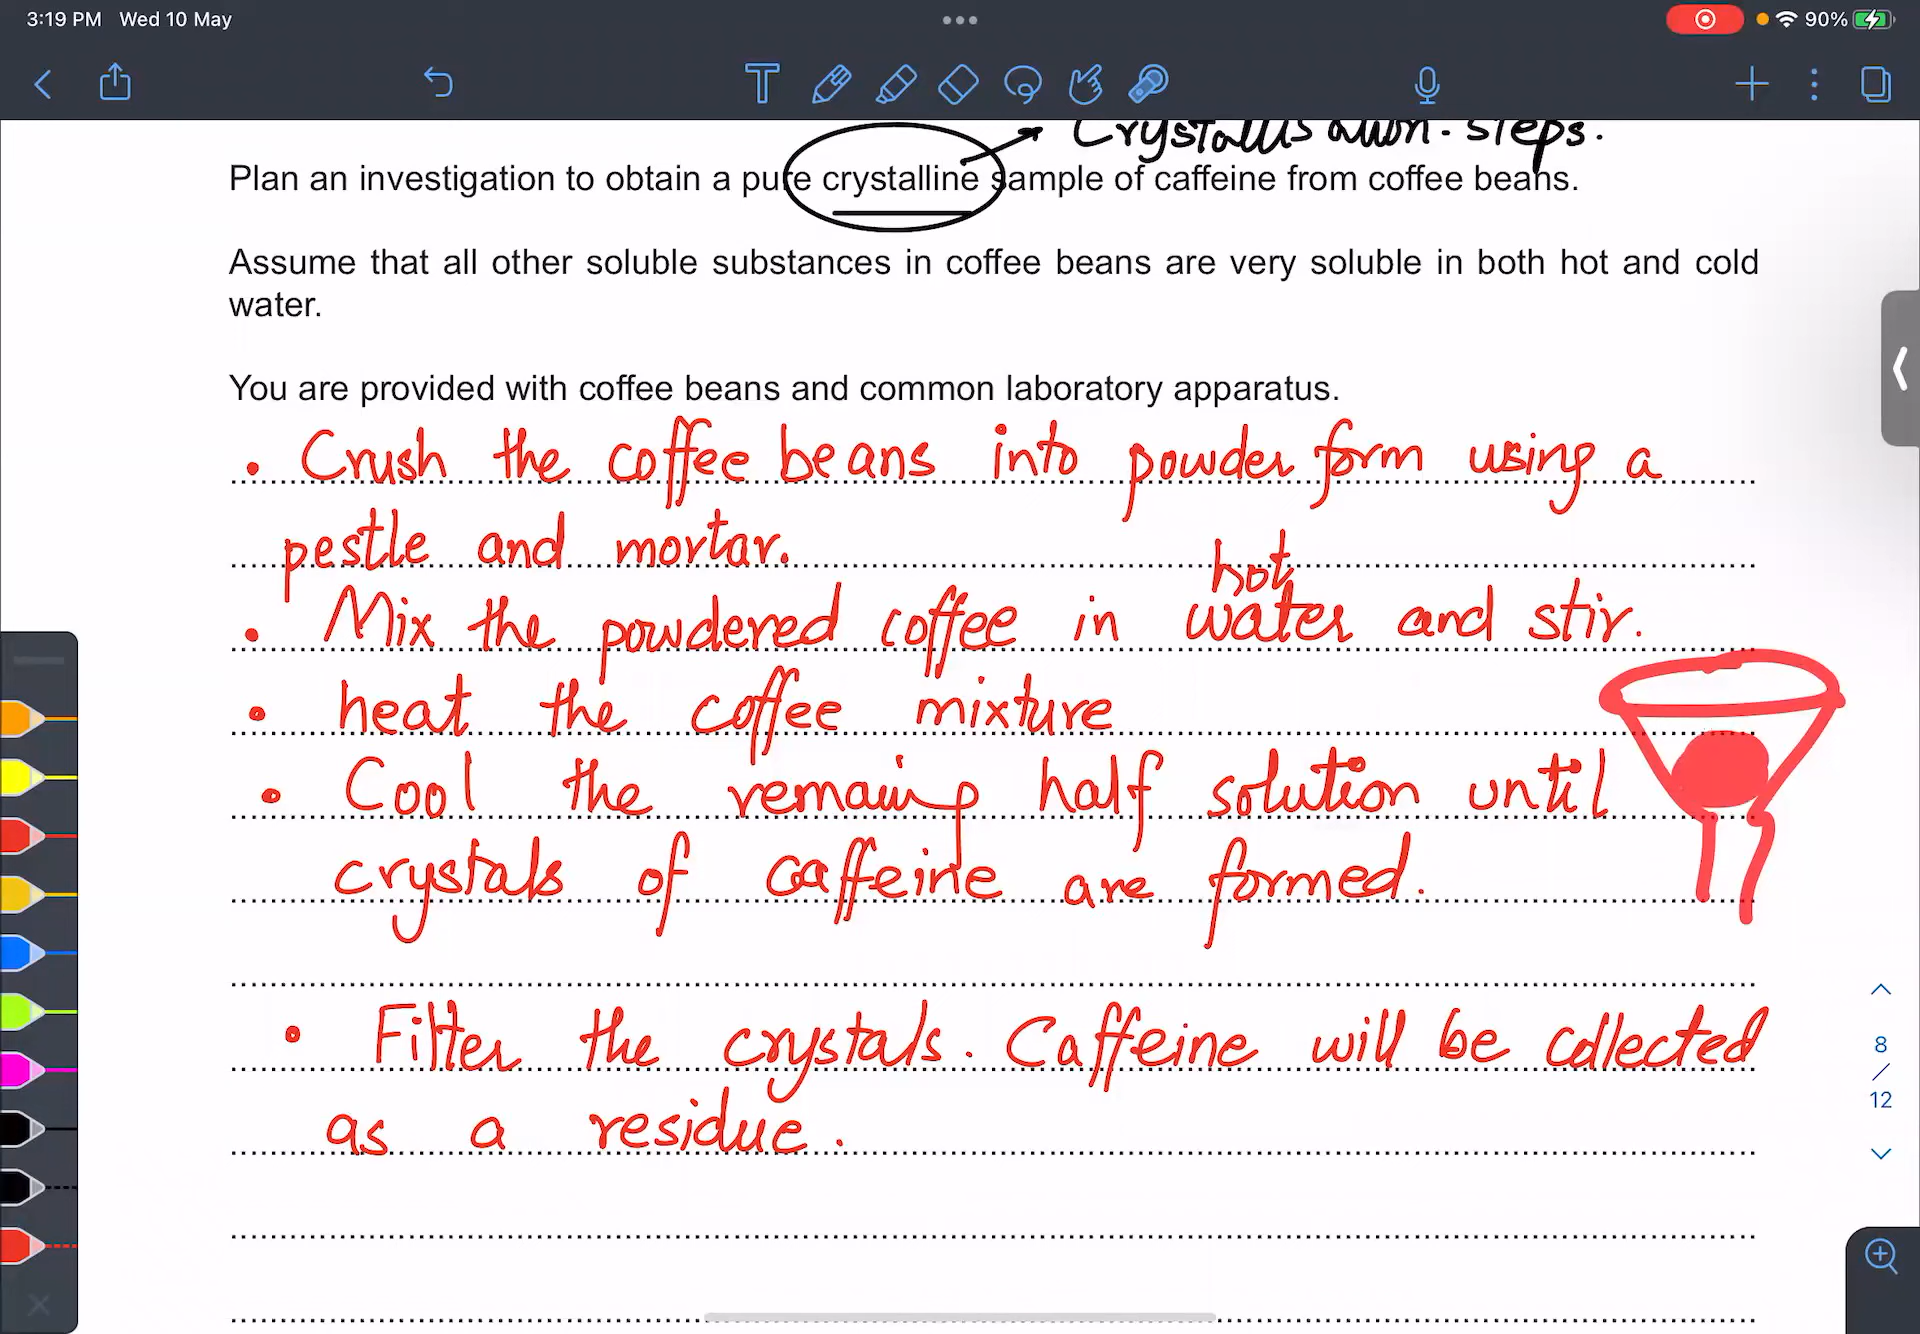 3:19 PM Wed 10 May
90%
Crystallisation - steps.
Plan an investigation to obtain a pure crystalline sample of caffeine from coffee beans.
Assume that all other soluble substances in coffee beans are very soluble in both hot and cold
water.
You are provided with coffee beans and common laboratory apparatus.
• Crush the coffee beans into powder form using a
pestle and mortar.
hot
• Mix the powdered coffee in water and stir.
• heat the coffee mixture
• Cool the remaing half solution until
crystals of caffeine are formed.
• Filter the crystals. Caffeine will be collected
as a residue.
8
/
12